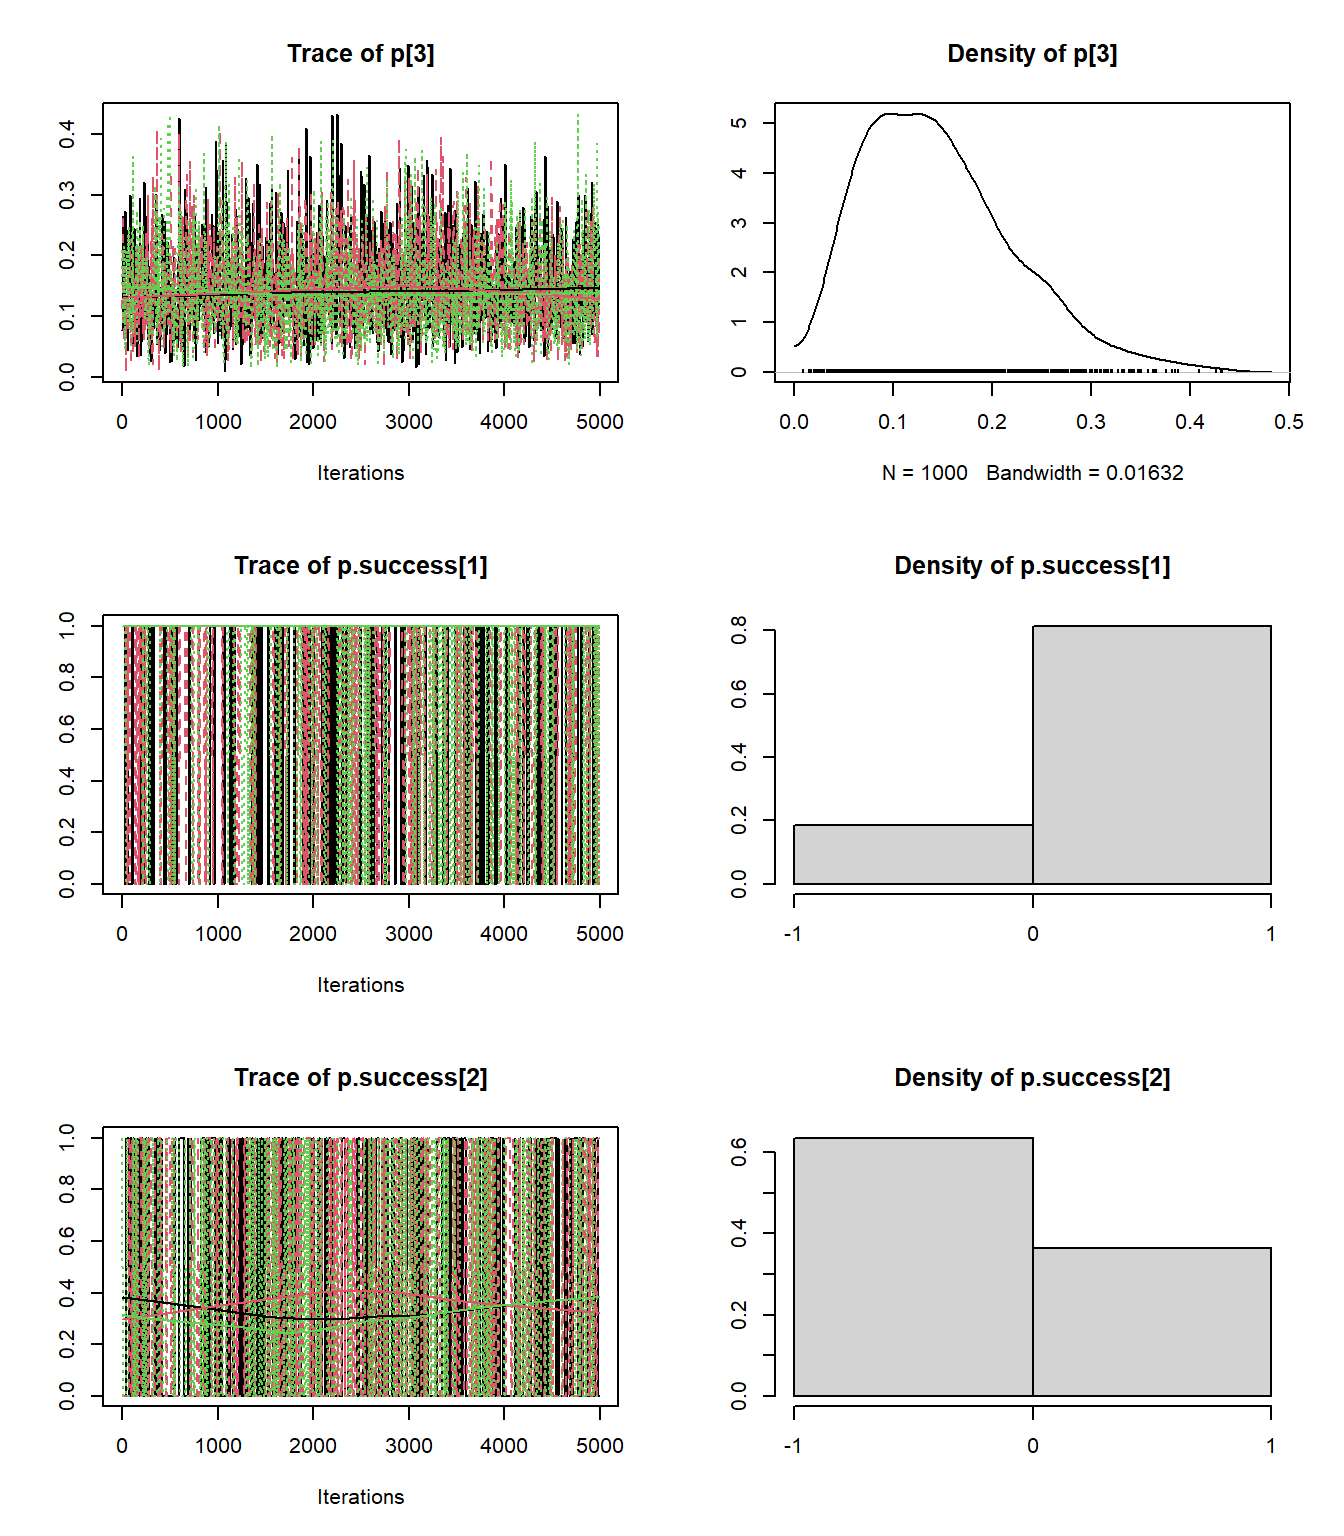 Trace of p[3]
0.0 0.1 0.2 0.3 0.4
0 1000 2000 3000 4000 5000
Iterations
Density of p[3]
0 1 2 3 4 5
0.0 0.1 0.2 0.3 0.4 0.5
N = 1000 Bandwidth = 0.01632
Trace of p.success[1]
0.0 0.2 0.4 0.6 0.8 1.0
0 1000 2000 3000 4000 5000
Iterations
Density of p.success[1]
0.0 0.2 0.4 0.6 0.8
-1 0 1
Trace of p.success[2]
0.0 0.2 0.4 0.6 0.8 1.0
0 1000 2000 3000 4000 5000
Iterations
Density of p.success[2]
0.0 0.2 0.4 0.6
-1 0 1